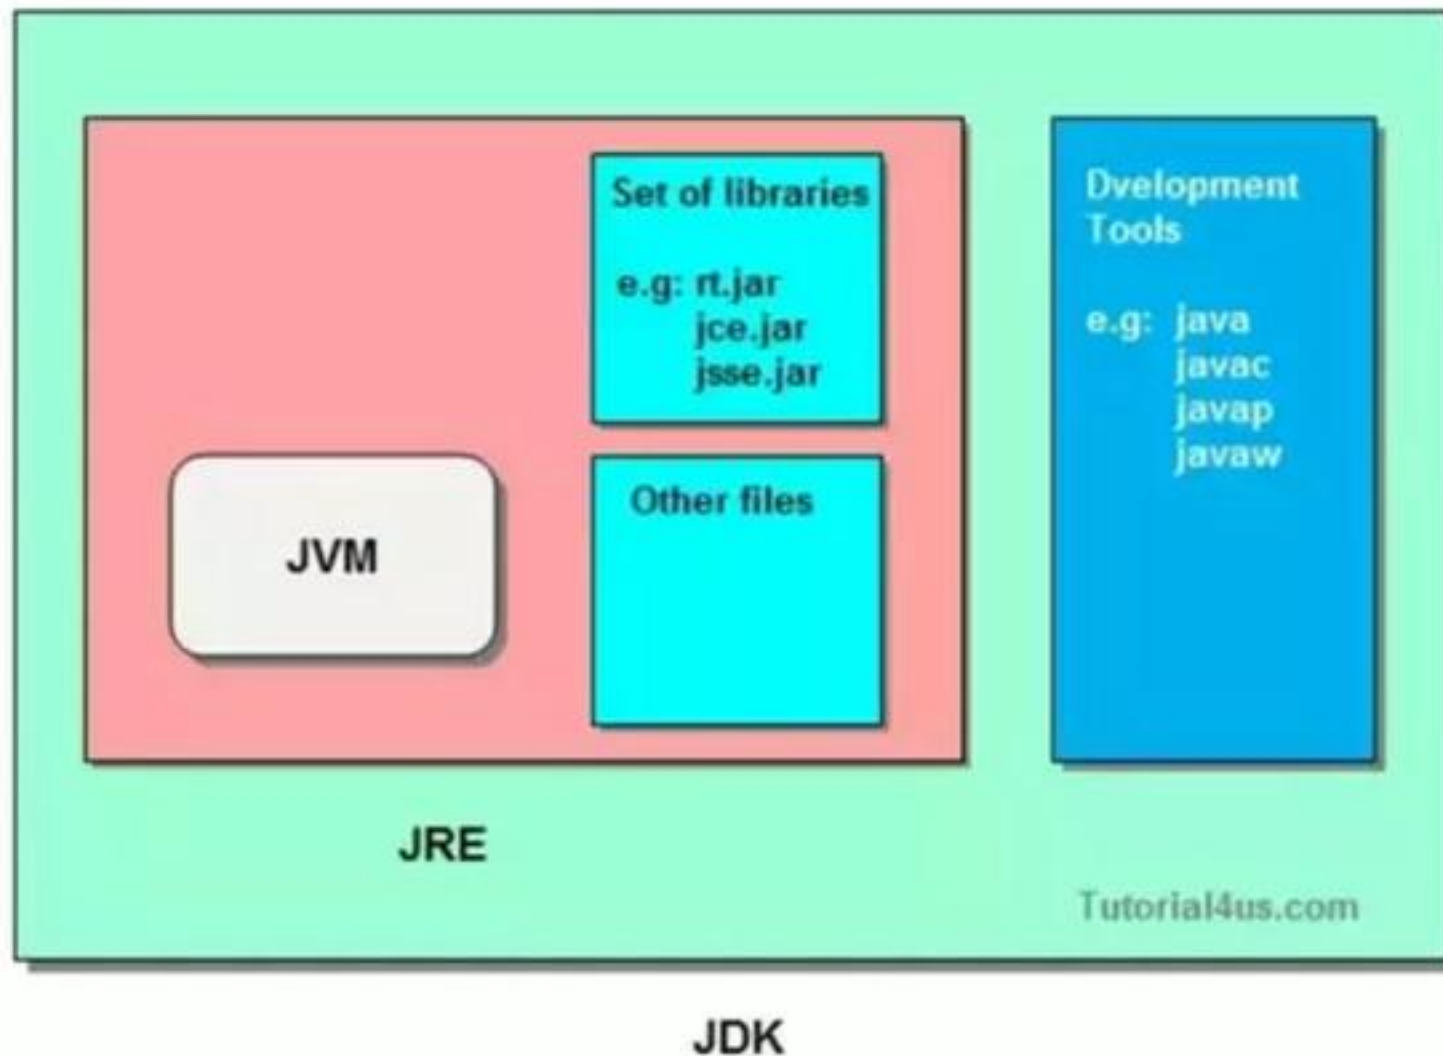 Set of libraries
e.g: rt.jar
jce.jar
jsse.jar
Other files
JVM
JRE
Dvelopment
Tools
e.g: java
javac
javap
javaw
Tutorial4us.com
JDK